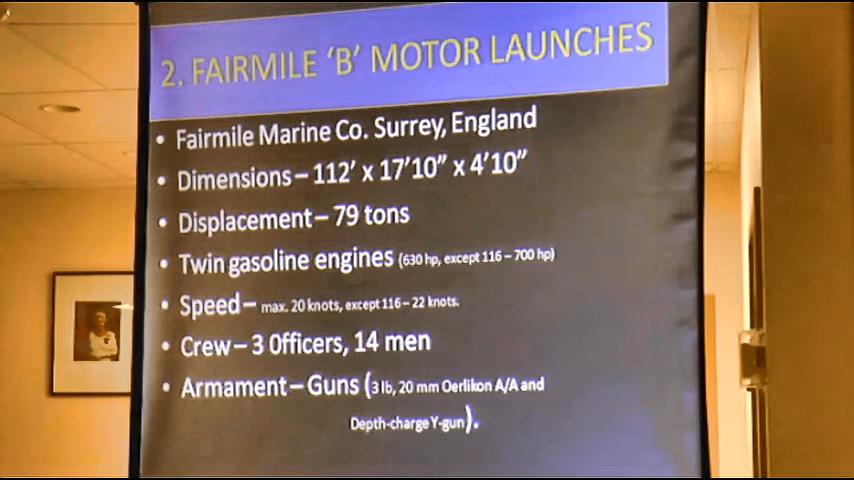 2. FAIRMILE ‘B’ MOTOR LAUNCHES
• Fairmile Marine Co. Surrey, England
• Dimensions – 112’ x 17’10” x 4’10”
• Displacement – 79 tons
• Twin gasoline engines (630 hp, except 116 – 700 hp)
• Speed – max. 20 knots, except 116 – 22 knots.
• Crew – 3 Officers, 14 men
• Armament – Guns (3 lb, 20 mm Oerlikon A/A and
Depth-charge Y-gun).